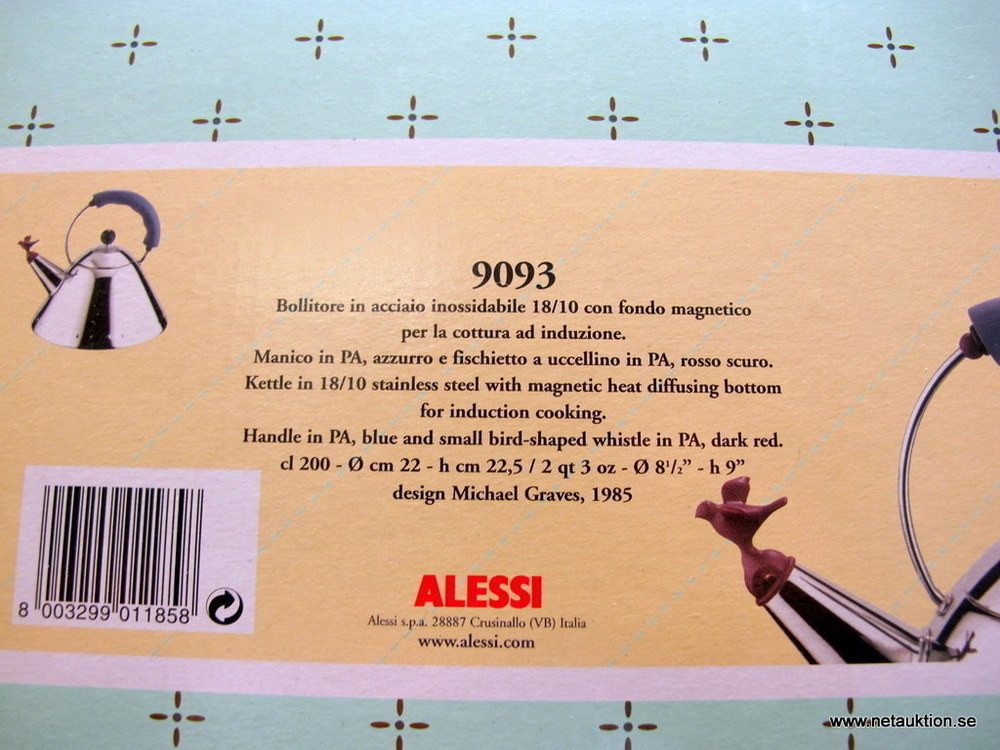 9093
Bollitore in acciaio inossidabile 18/10 con fondo magnetico
per la cottura ad induzione.
Manico in PA, azzurro e fischietto a uccellino in PA, rosso scuro.
Kettle in 18/10 stainless steel with magnetic heat diffusing bottom
for induction cooking.
Handle in PA, blue and small bird-shaped whistle in PA, dark red.
cl 200 - Ø cm 22 - h cm 22,5 / 2 qt 3 oz - Ø 8¹/₂” - h 9”
design Michael Graves, 1985
8 003299 011858
ALESSI
Alessi s.p.a. 28887 Crusinallo (VB) Italia
www.alessi.com
www.netauktion.se